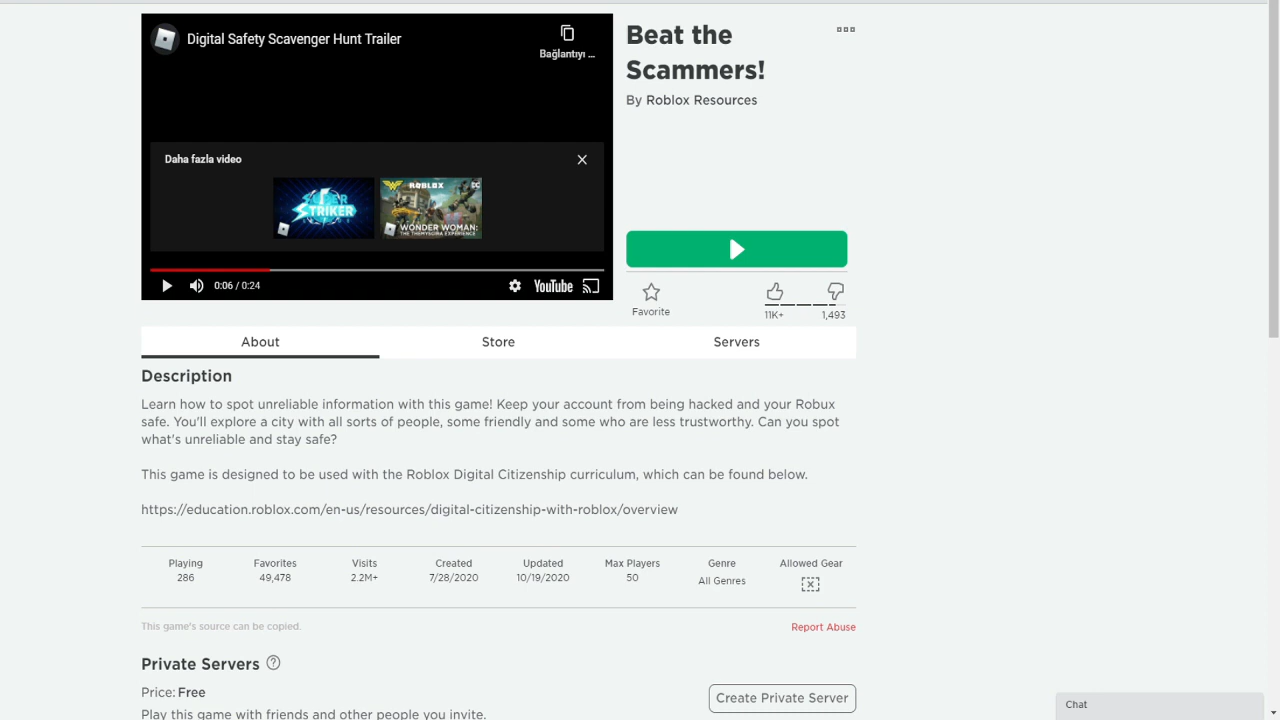 Digital Safety Scavenger Hunt Trailer
Bağlantıyı ...
Daha fazla video
STRIKER
ROBLOX
DC
WONDER WOMAN:
THE THEMYSCIRA EXPERIENCE
0:06 / 0:24
YouTube
Beat the
Scammers!
By Roblox Resources
Favorite
11K+
1,493
About
Store
Servers
Description
Learn how to spot unreliable information with this game! Keep your account from being hacked and your Robux
safe. You'll explore a city with all sorts of people, some friendly and some who are less trustworthy. Can you spot
what's unreliable and stay safe?
This game is designed to be used with the Roblox Digital Citizenship curriculum, which can be found below.
https://education.roblox.com/en-us/resources/digital-citizenship-with-roblox/overview
Playing
Favorites
Visits
Created
Updated
Max Players
Genre
Allowed Gear
286
49,478
2.2M+
7/28/2020
10/19/2020
50
All Genres
This game's source can be copied.
Report Abuse
Private Servers
Price: Free
Create Private Server
Play this game with friends and other people you invite.
Chat